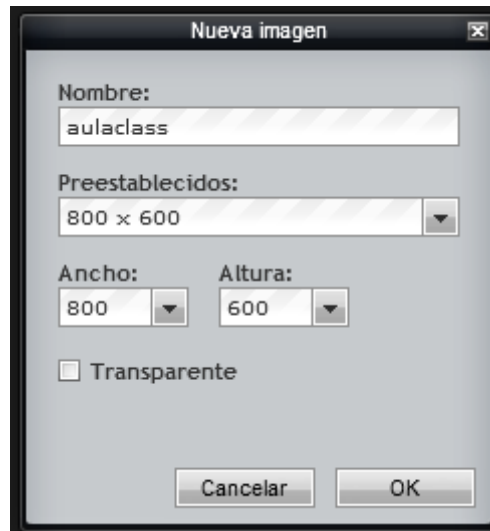 Nueva imagen
Nombre:
aulaclass
Preestablecidos:
800 x 600
Ancho: Altura:
800 600
Transparente
Cancelar OK